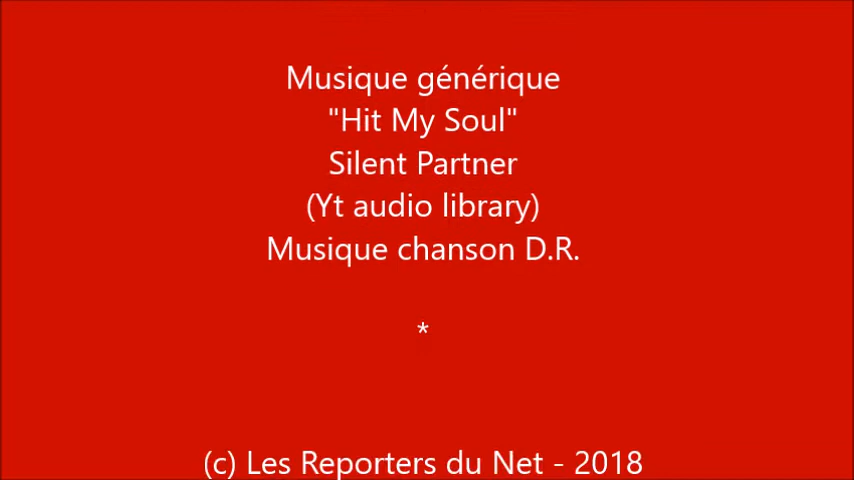 Musique générique
"Hit My Soul"
Silent Partner
(Yt audio library)
Musique chanson D.R.
*
(c) Les Reporters du Net - 2018